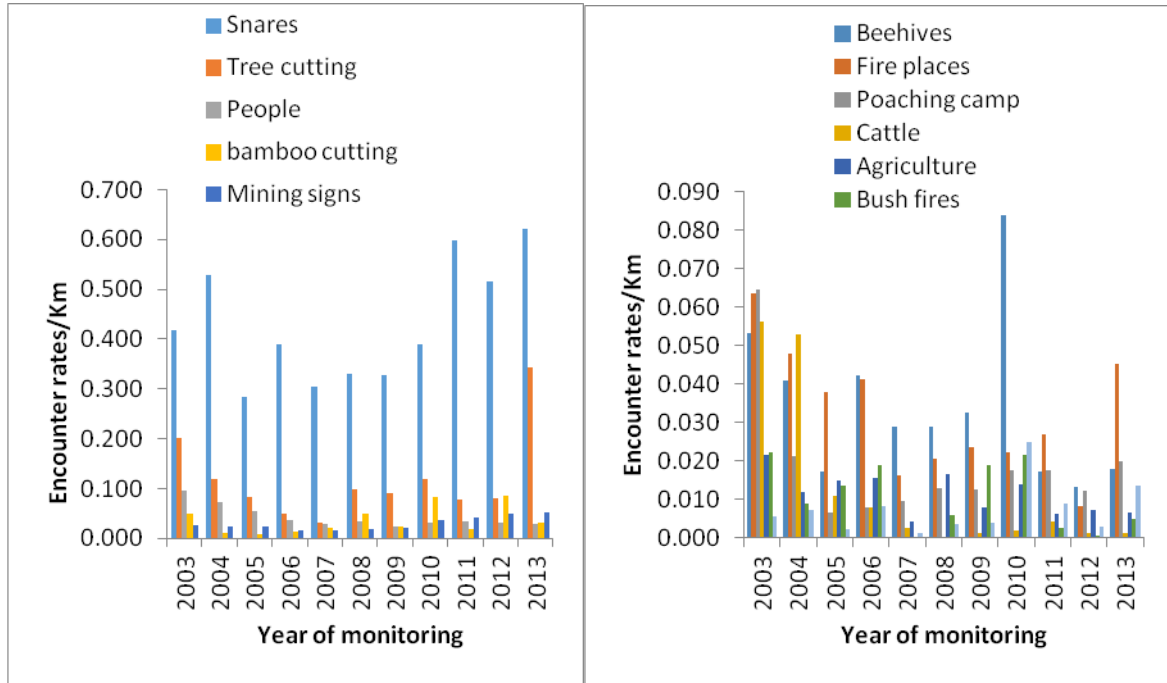 Snares
Tree cutting
People
bamboo cutting
Mining signs
Encounter rates/Km
0.700
0.600
0.500
0.400
0.300
0.200
0.100
0.000
2003
2004
2005
2006
2007
2008
2009
2010
2011
2012
2013
Year of monitoring
Beehives
Fire places
Poaching camp
Cattle
Agriculture
Bush fires
Encounter rates/Km
0.090
0.080
0.070
0.060
0.050
0.040
0.030
0.020
0.010
0.000
2003
2004
2005
2006
2007
2008
2009
2010
2011
2012
2013
Year of monitoring